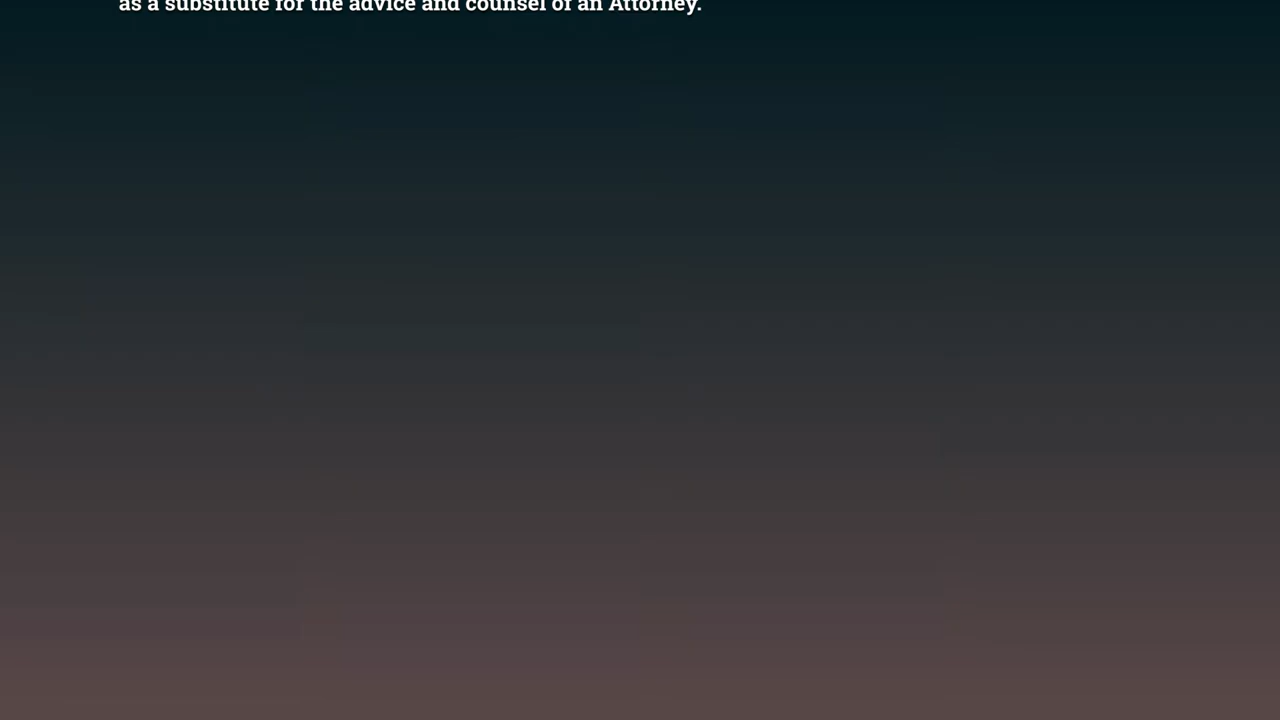 as a substitute for the advice and counsel of an Attorney.